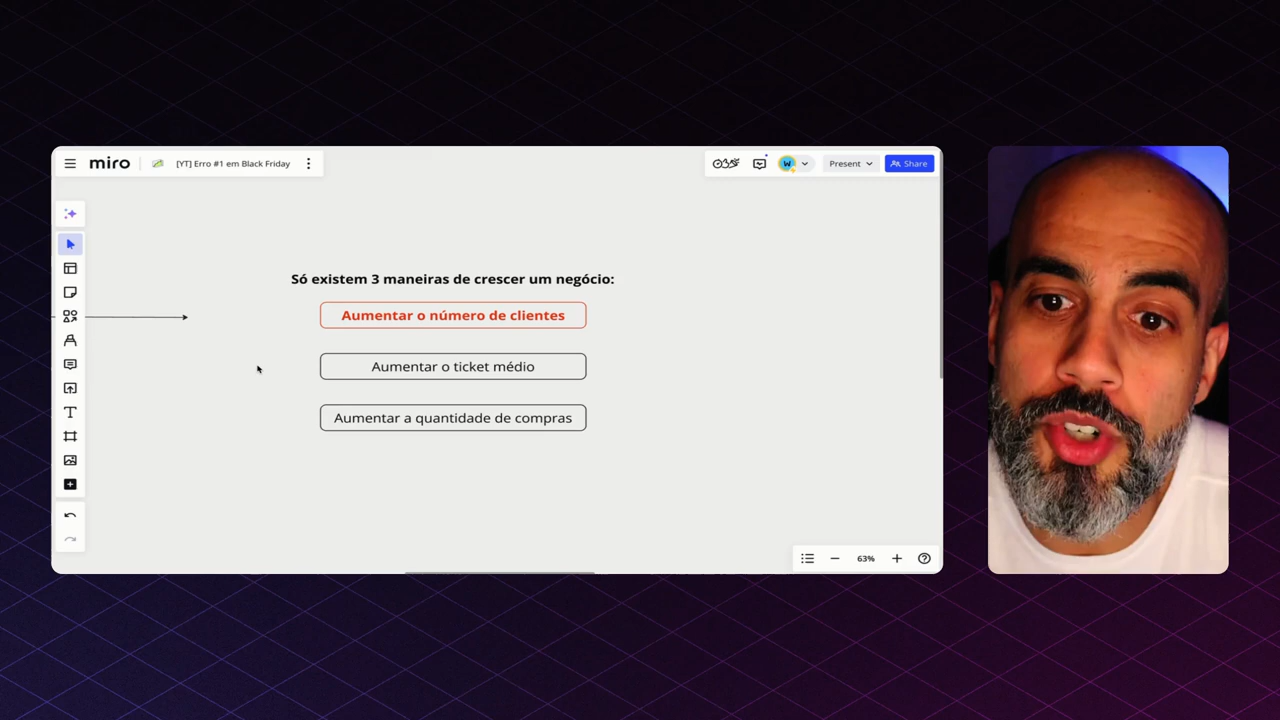 miro
[YT] Erro #1 em Black Friday
W
Present
Share
Só existem 3 maneiras de crescer um negócio:
Aumentar o número de clientes
Aumentar o ticket médio
Aumentar a quantidade de compras
63%